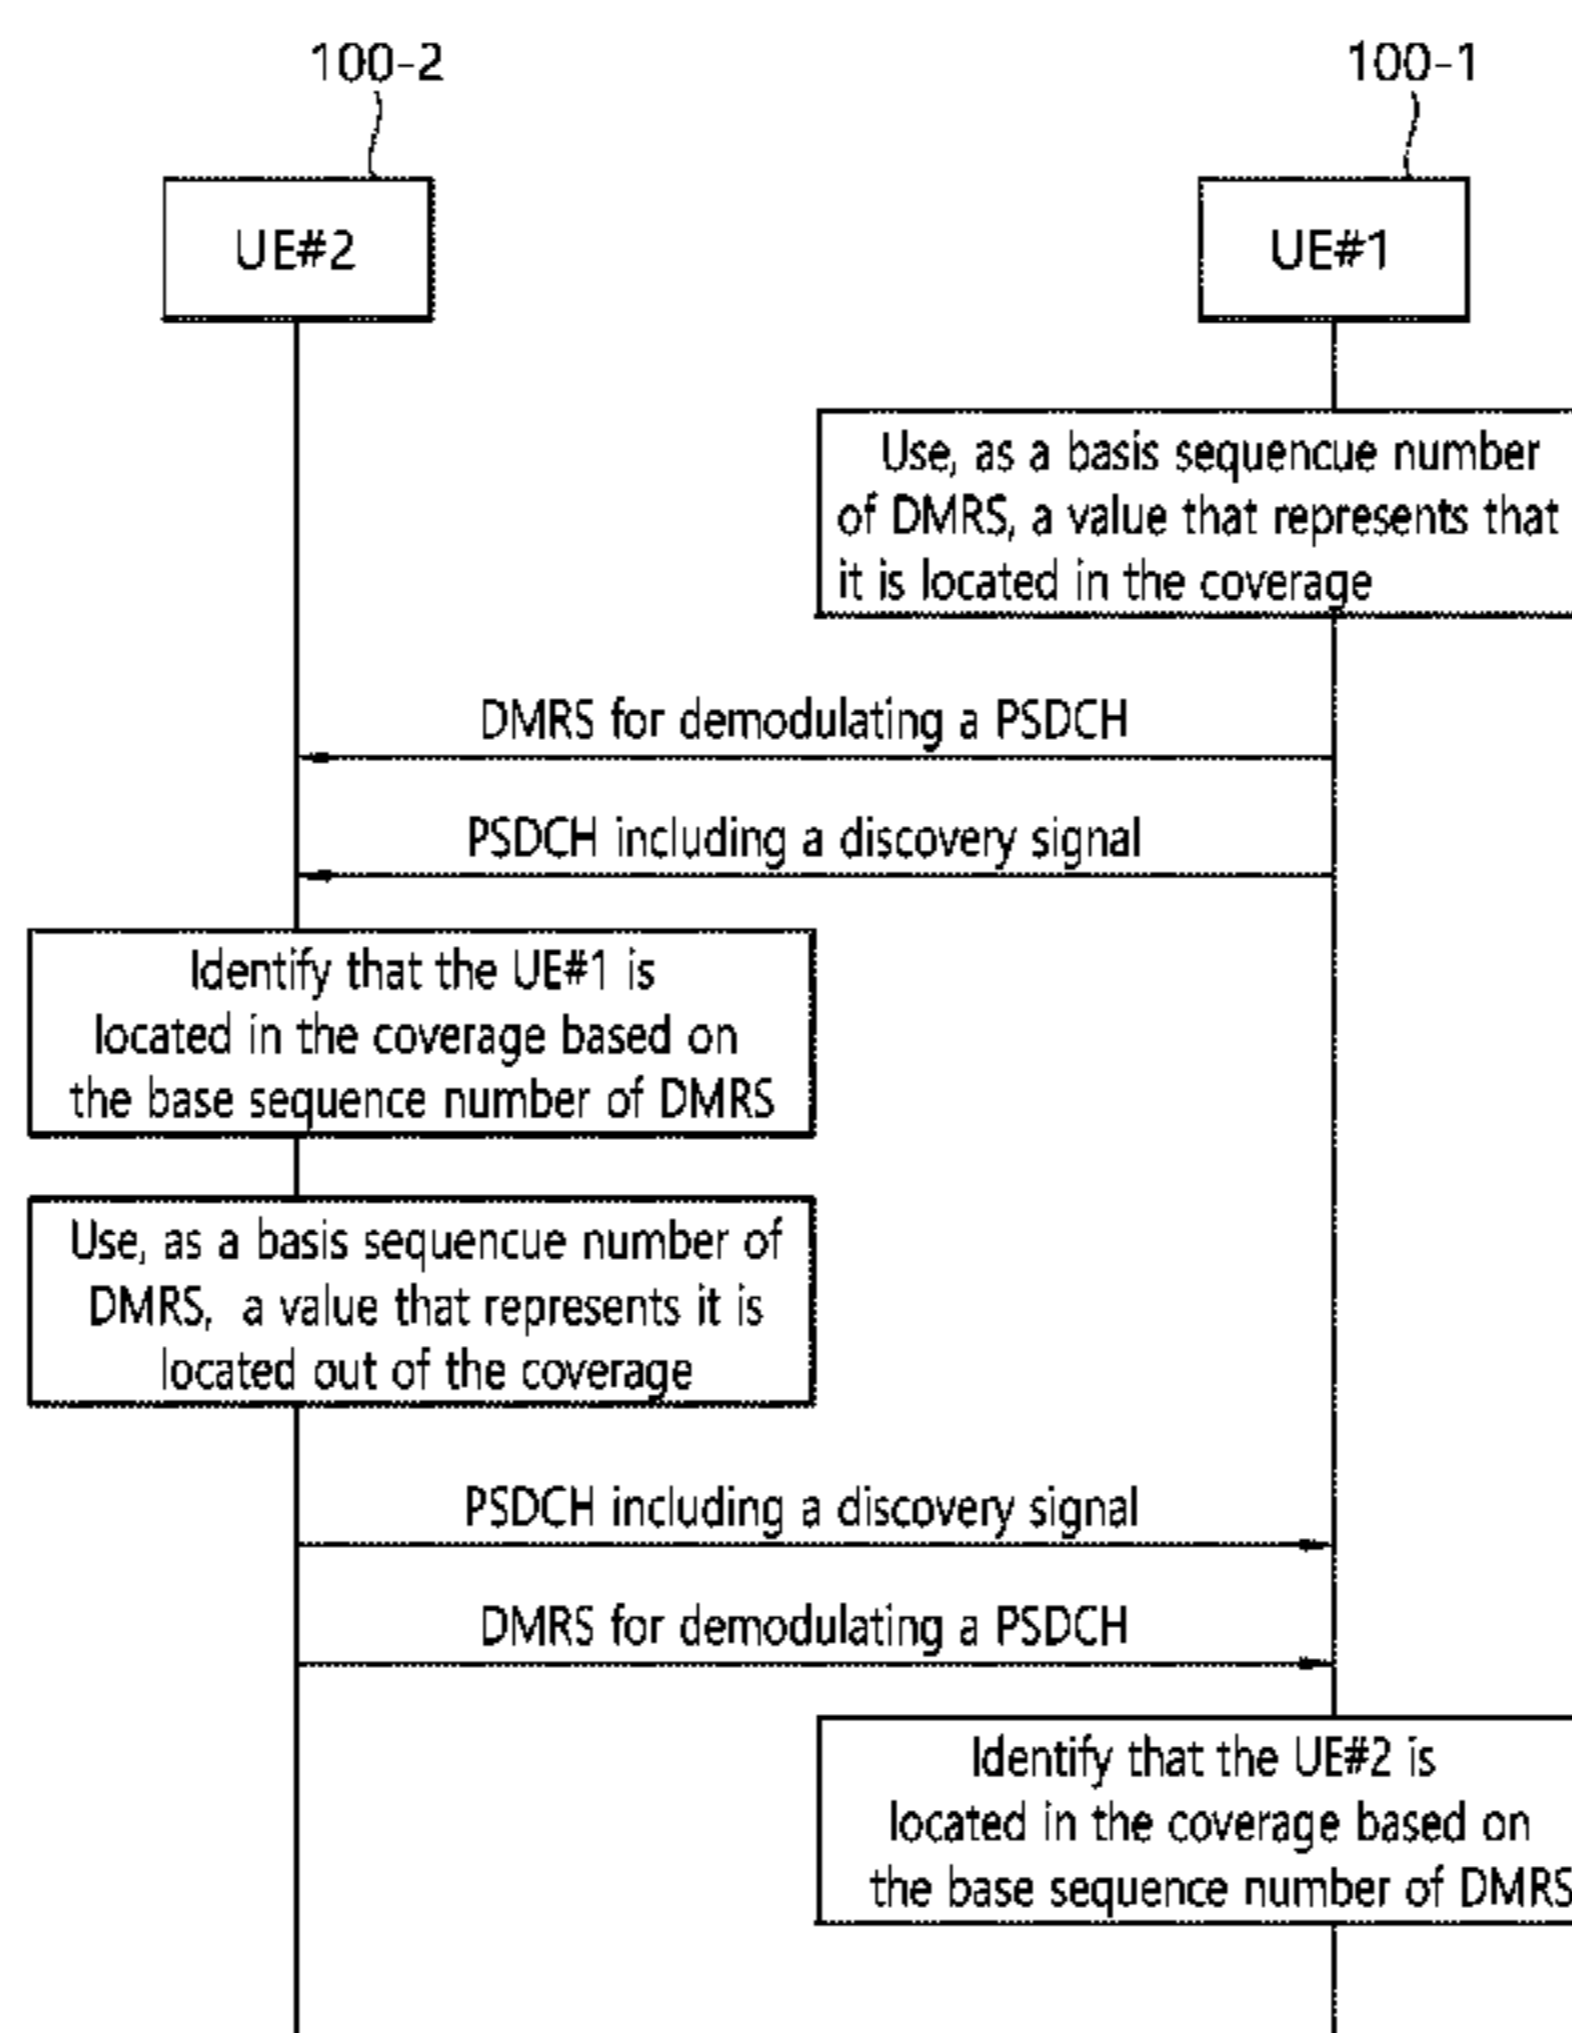 100-2
100-1
UE#2
UE#1
Use, as a basis sequencue number
of DMRS, a value that represents that
it is located in the coverage
DMRS for demodulating a PSDCH
PSDCH including a discovery signal
Identify that the UE#1 is
located in the coverage based on
the base sequence number of DMRS
Use, as a basis sequencue number of
DMRS, a value that represents it is
located out of the coverage
PSDCH including a discovery signal
DMRS for demodulating a PSDCH
Identify that the UE#2 is
located in the coverage based on
the base sequence number of DMRS